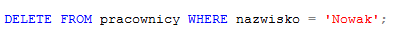 DELETE FROM pracownicy WHERE nazwisko = 'Nowak';